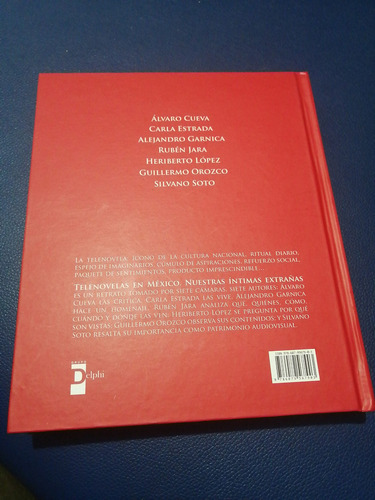 ÁLVARO CUEVA
CARLA ESTRADA
ALEJANDRO GARNICA
RUBÉN JARA
HERIBERTO LÓPEZ
GUILLERMO OROZCO
SILVANO SOTO
LA TELENOVELA: ICONO DE LA CULTURA NACIONAL, RITUAL DIARIO,
ESPEJO DE IMAGINARIOS, CÚMULO DE ASPIRACIONES, REFUERZO SOCIAL,
PAQUETE DE SENTIMIENTOS, PRODUCTO IMPRESCINDIBLE...
TELENOVELAS EN MÉXICO. NUESTRAS ÍNTIMAS EXTRAÑAS
ES UN RETRATO TOMADO POR SIETE CÁMARAS, SIETE AUTORES: ÁLVARO
CUEVA LAS CRITICA, CARLA ESTRADA LAS VIVE, ALEJANDRO GARNICA
HACE UN HOMENAJE, RUBÉN JARA ANALIZA QUÉ, QUIÉNES, CÓMO,
CUÁNDO Y DÓNDE LAS VEN; HERIBERTO LÓPEZ SE PREGUNTA POR QUÉ
SON VISTAS; GUILLERMO OROZCO OBSERVA SUS CONTENIDOS; Y SILVANO
SOTO RESALTA SU IMPORTANCIA COMO PATRIMONIO AUDIOVISUAL.
GRUPO
Delphi